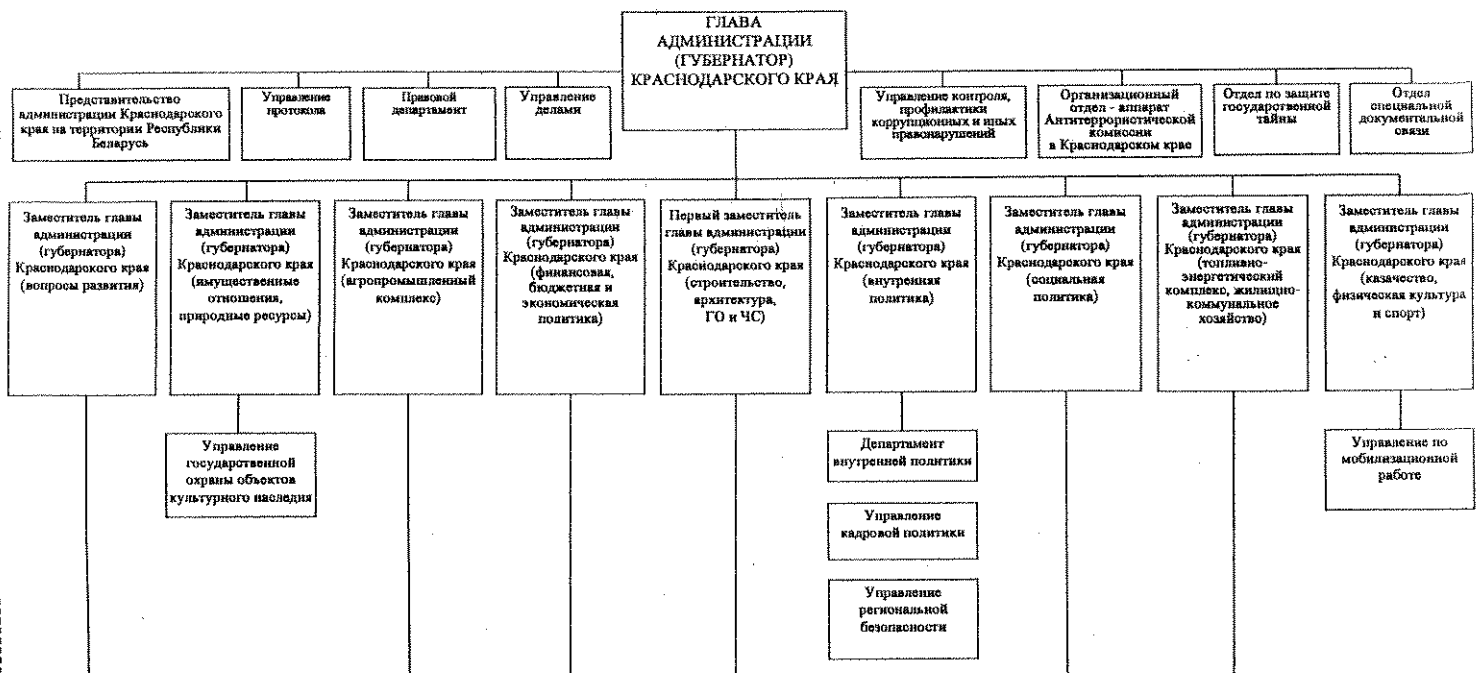 ГЛАВА
АДМИНИСТРАЦИИ
(ГУБЕРНАТОР)
КРАСНОДАРСКОГО КРАЯ
Представительство
администрации Краснодарского
края на территории Республики
Беларусь
Управление
протокола
Правовой
департамент
Управление
делами
Управление контроля,
профилактики
коррупционных и иных
правонарушений
Организационный
отдел - аппарат
Антитеррористической
комиссии
в Краснодарском крае
Отдел по защите
государственной
тайны
Отдел
специальной
документальной
связи
Заместитель главы
администрации
(губернатора)
Краснодарского края
(вопросы развития)
Заместитель главы
администрации
(губернатора)
Краснодарского края
(имущественные
отношения,
природные ресурсы)
Заместитель главы
администрации
(губернатора)
Краснодарского края
(агропромышленный
комплекс)
Заместитель главы
администрации
(губернатора)
Краснодарского края
(финансовая,
бюджетная и
экономическая
политика)
Первый заместитель
главы администрации
(губернатора)
Краснодарского края
(строительство,
архитектура,
ГО и ЧС)
Заместитель главы
администрации
(губернатора)
Краснодарского края
(внутренняя
политика)
Заместитель главы
администрации
(губернатора)
Краснодарского края
(социальная
политика)
Заместитель главы
администрации
(губернатора)
Краснодарского края
(топливно-
энергетический
комплекс, жилищно-
коммунальное
хозяйство)
Заместитель главы
администрации
(губернатора)
Краснодарского края
(казачество,
физическая культура
и спорт)
Управление
государственной
охраны объектов
культурного наследия
Департамент
внутренней политики
Управление
кадровой политики
Управление
региональной
безопасности
Управление по
мобилизационной
работе